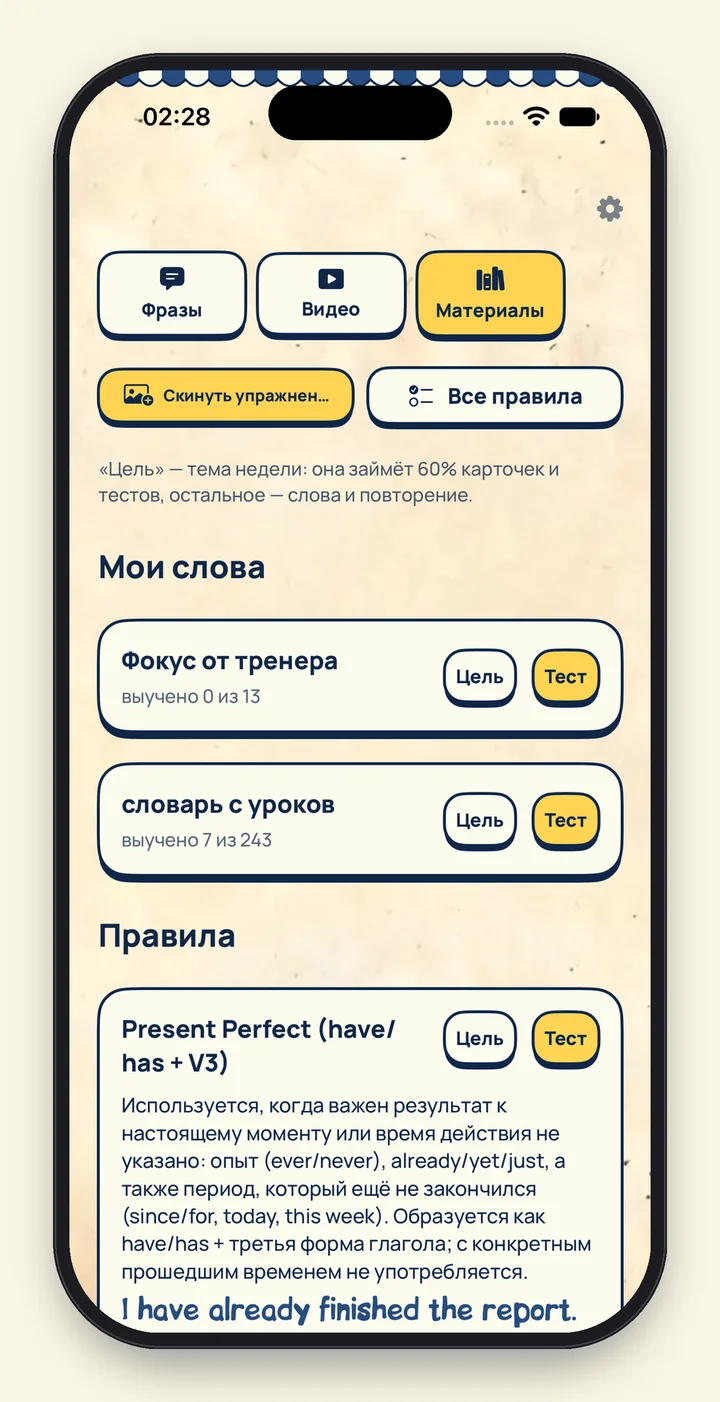 02:28
Фразы
Видео
Материалы
Скинуть упражнен...
Все правила
«Цель» — тема недели: она займёт 60% карточек и
тестов, остальное — слова и повторение.
Мои слова
Фокус от тренера
выучено 0 из 13
Цель
Тест
словарь с уроков
выучено 7 из 243
Цель
Тест
Правила
Present Perfect (have/
has + V3)
Цель
Тест
Используется, когда важен результат к
настоящему моменту или время действия не
указано: опыт (ever/never), already/yet/just, а
также период, который ещё не закончился
(since/for, today, this week). Образуется как
have/has + третья форма глагола; с конкретным
прошедшим временем не употребляется.
I have already finished the report.